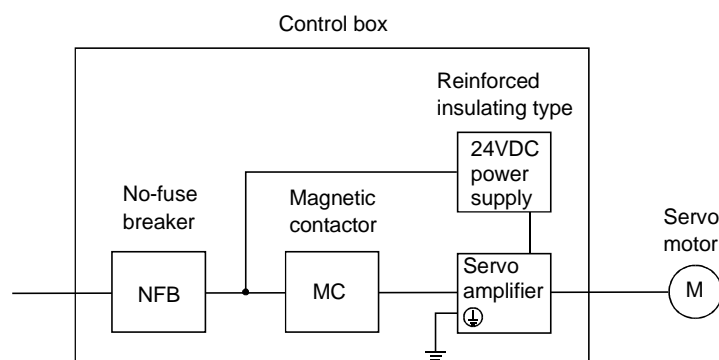 Control box
Reinforced
insulating type
24VDC
power
supply
No-fuse
breaker
Magnetic
contactor
Servo
motor
NFB
MC
Servo
amplifier
M